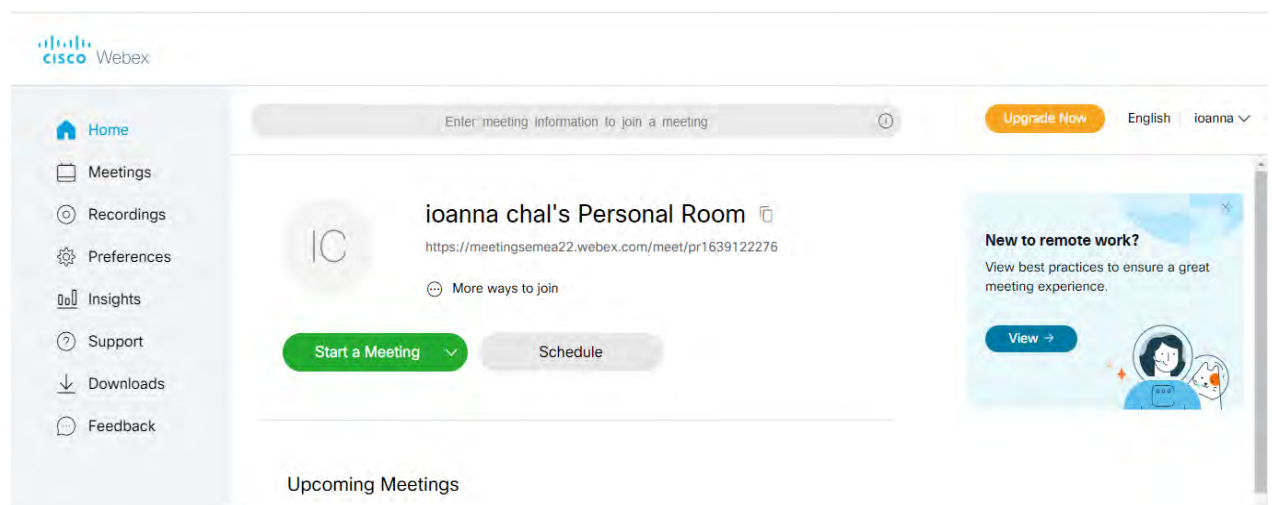 cisco Webex
Home
Meetings
Recordings
Preferences
Insights
Support
Downloads
Feedback
Enter meeting information to join a meeting
Upgrade Now
English
ioanna
IC
ioanna chal's Personal Room
https://meetingsemea22.webex.com/meet/pr1639122276
More ways to join
Start a Meeting
Schedule
Upcoming Meetings
New to remote work?
View best practices to ensure a great
meeting experience.
View →